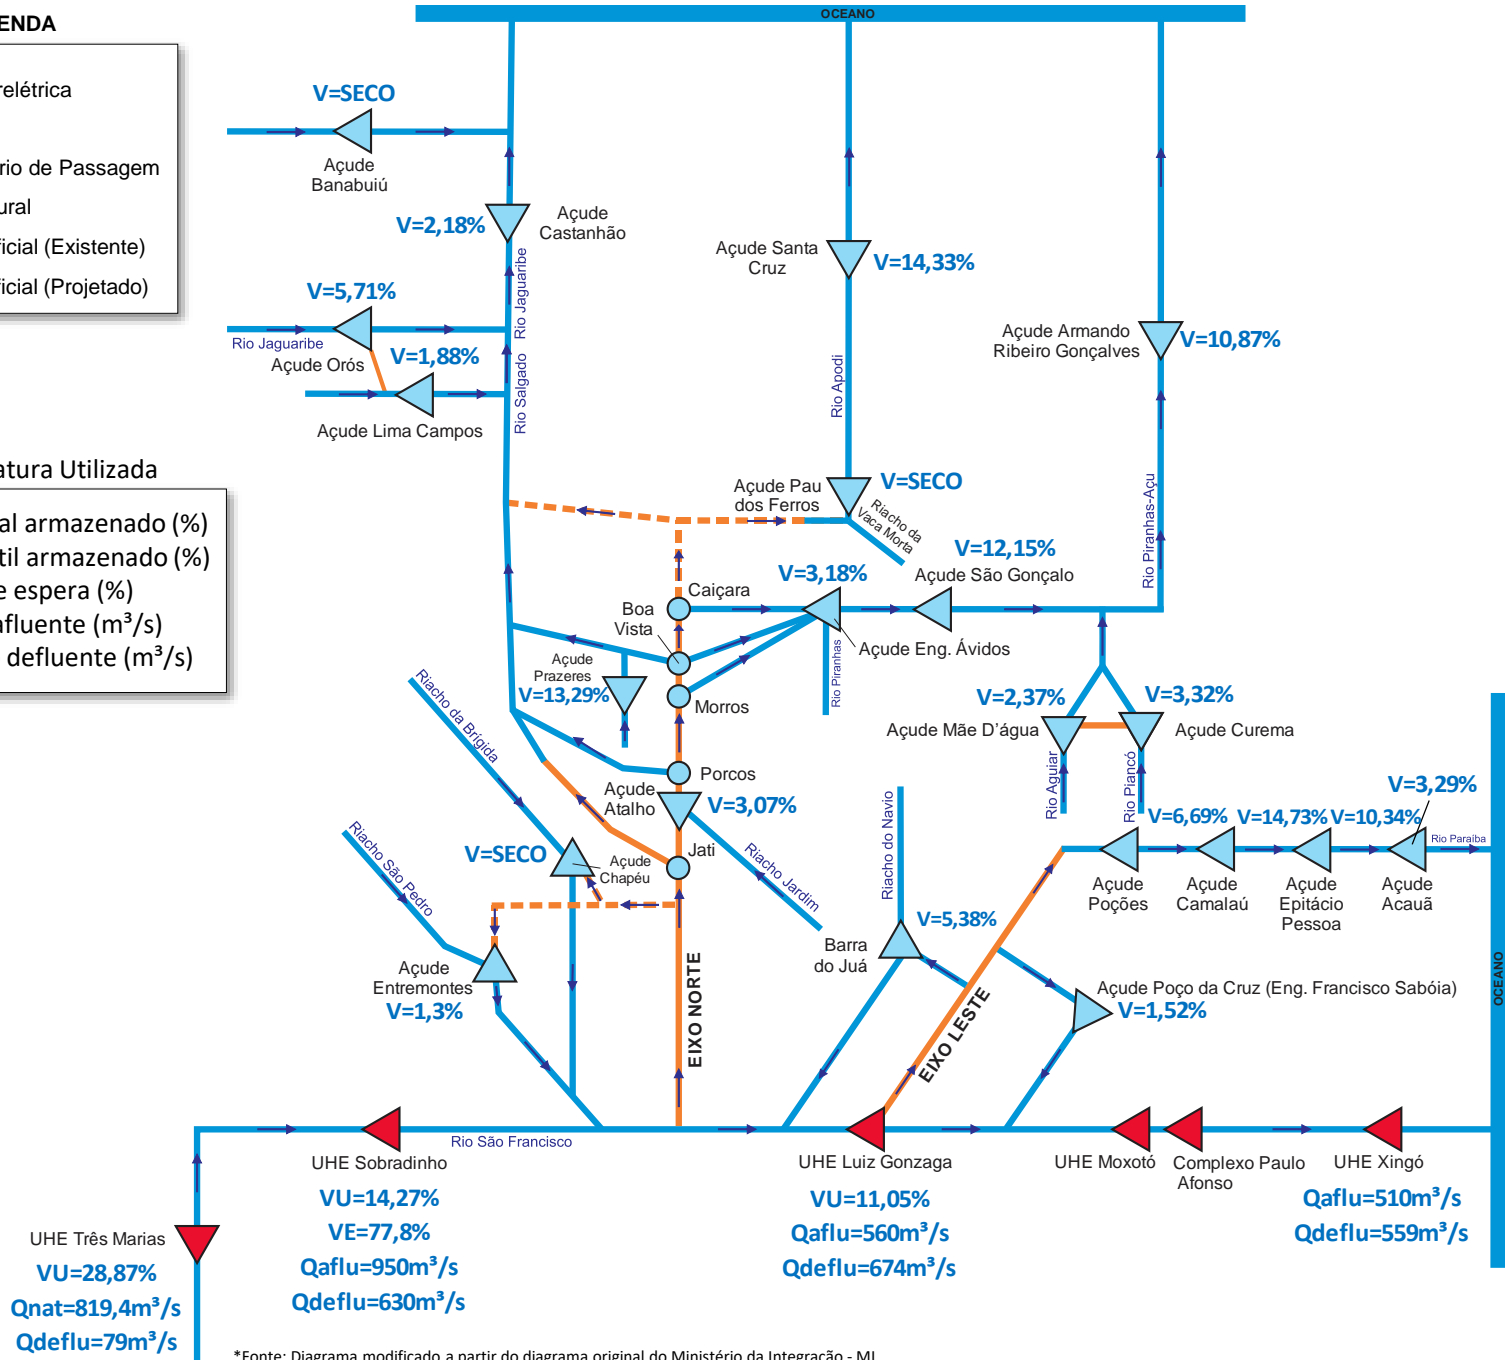 OCEANO
ENDA
relétrica
rio de Passagem
ural
ficial (Existente)
ficial (Projetado)
V=SECO
Açude
Banabuiú
V=2,18%
Açude
Castanhão
Rio Jaguaribe
V=5,71%
Rio Jaguaribe
Açude Orós
V=1,88%
Açude Lima Campos
Rio Salgado
Açude Santa
Cruz
V=14,33%
Rio Apodi
Açude Armando
Ribeiro Gonçalves
V=10,87%
Rio Piranhas-Açu
atura Utilizada
al armazenado (%)
til armazenado (%)
e espera (%)
afluente (m³/s)
defluente (m³/s)
Açude Pau
dos Ferros
V=SECO
Riacho da
Vaca Morta
V=12,15%
Açude São Gonçalo
V=3,18%
Açude Eng. Ávidos
Rio Piranhas
Caiçara
Boa
Vista
Morros
Açude
Prazeres
V=13,29%
Porcos
Açude
Atalho
V=3,07%
Jati
Riacho Jardim
Riacho da Brígida
V=SECO
Açude
Chapéu
Riacho São Pedro
Açude
Entremontes
V=1,3%
EIXO NORTE
V=2,37%
Açude Mãe D'água
V=3,32%
Açude Curema
Rio Aguiar
Rio Piancó
V=3,29%
V=6,69%
V=14,73%
V=10,34%
Rio Paraíba
Açude
Poções
Açude
Camalaú
Açude
Epitácio
Pessoa
Açude
Acauã
Riacho do Navio
V=5,38%
Barra
do Juá
EIXO LESTE
Açude Poço da Cruz (Eng. Francisco Sabóia)
V=1,52%
OCEANO
Rio São Francisco
UHE Sobradinho
VU=14,27%
VE=77,8%
Qaflu=950m³/s
Qdeflu=630m³/s
UHE Luiz Gonzaga
VU=11,05%
Qaflu=560m³/s
Qdeflu=674m³/s
UHE Moxotó
Complexo Paulo
Afonso
UHE Xingó
Qaflu=510m³/s
Qdeflu=559m³/s
UHE Três Marias
VU=28,87%
Qnat=819,4m³/s
Qdeflu=79m³/s
*Fonte: Diagrama modificado a partir do diagrama original do Ministério da Integração - MI